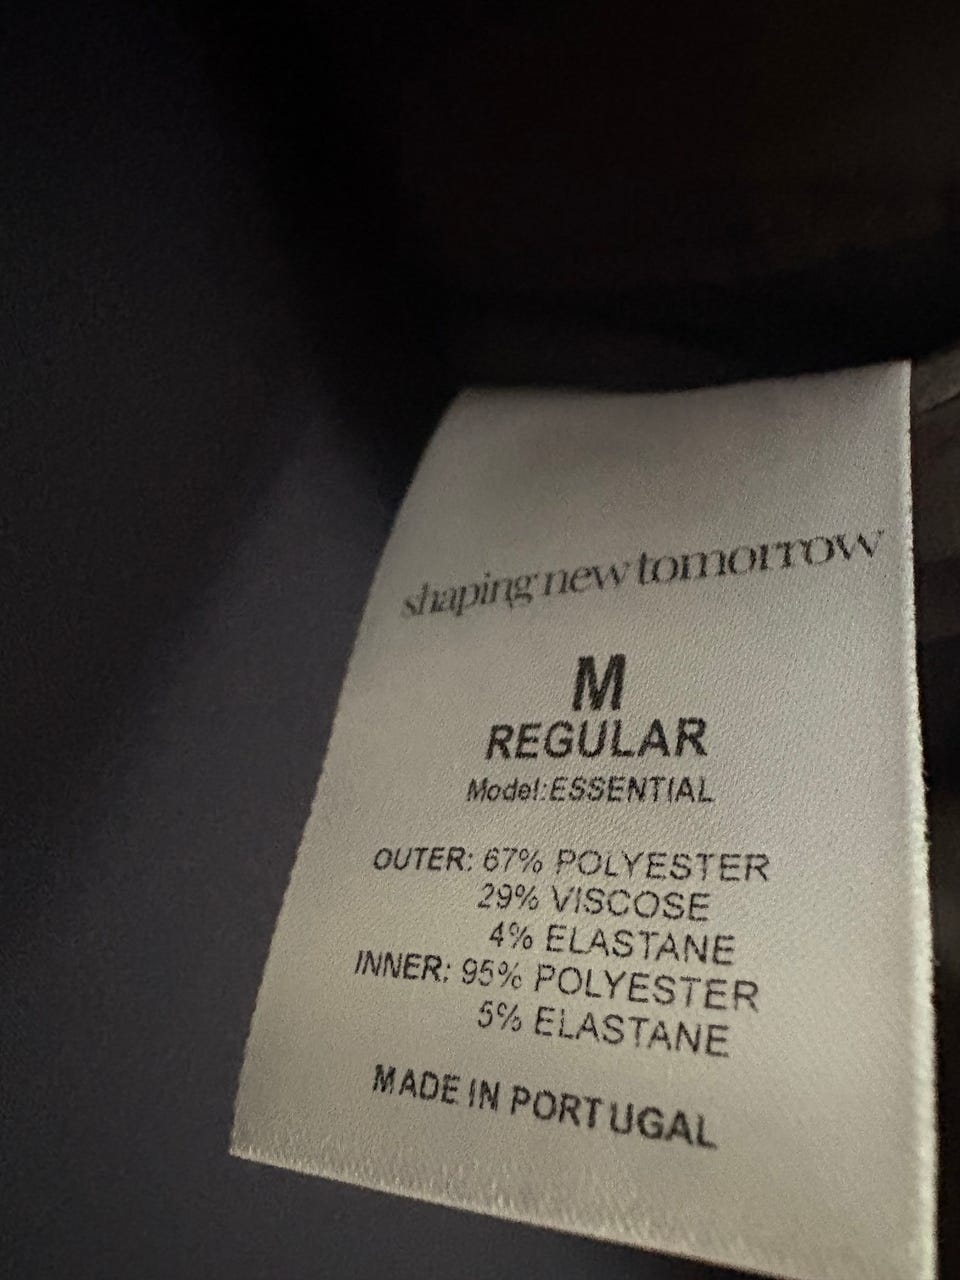 shaping new tomorrow
M
REGULAR
Model:ESSENTIAL
OUTER: 67% POLYESTER
29% VISCOSE
4% ELASTANE
INNER: 95% POLYESTER
5% ELASTANE
MADE IN PORTUGAL